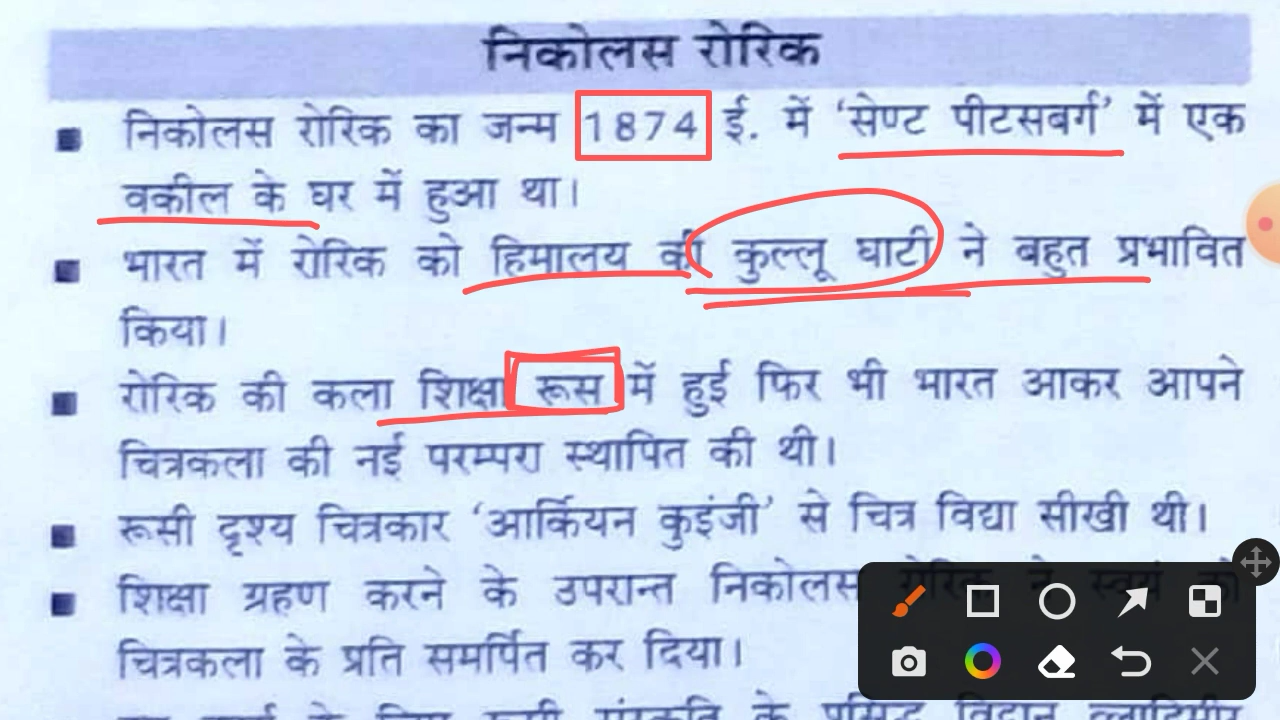 निकोलस रोरिक
▪ निकोलस रोरिक का जन्म 1874 ई. में ‘सेण्ट पीटसबर्ग’ में एक
वकील के घर में हुआ था।
▪ भारत में रोरिक को हिमालय की कुल्लू घाटी ने बहुत प्रभावित
किया।
▪ रोरिक की कला शिक्षा रूस में हुई फिर भी भारत आकर आपने
चित्रकला की नई परम्परा स्थापित की थी।
▪ रूसी दृश्य चित्रकार ‘आर्कियन कुइंजी’ से चित्र विद्या सीखी थी।
▪ शिक्षा ग्रहण करने के उपरान्त निकोलस रोरिक ने स्वयं को
चित्रकला के प्रति समर्पित कर दिया।